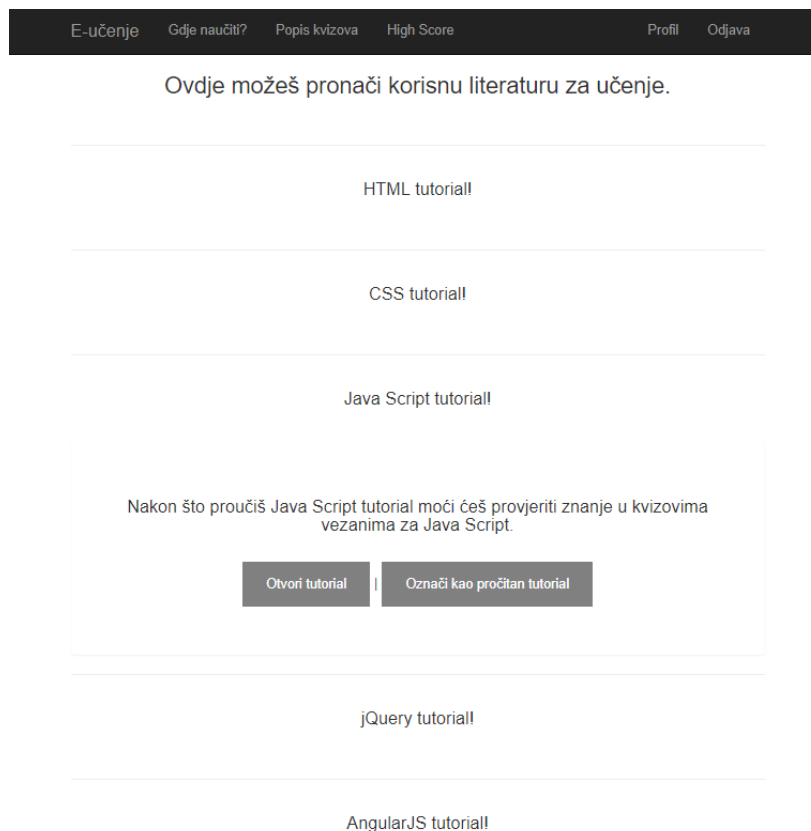 E-učenje Gdje naučiti? Popis kvizova High Score Profil Odjava
Ovdje možeš pronači korisnu literaturu za učenje.
HTML tutorial!
CSS tutorial!
Java Script tutorial!
Nakon što proučiš Java Script tutorial moći ćeš provjeriti znanje u kvizovima
vezanima za Java Script.
Otvori tutorial | Označi kao pročitan tutorial
jQuery tutorial!
AngularJS tutorial!